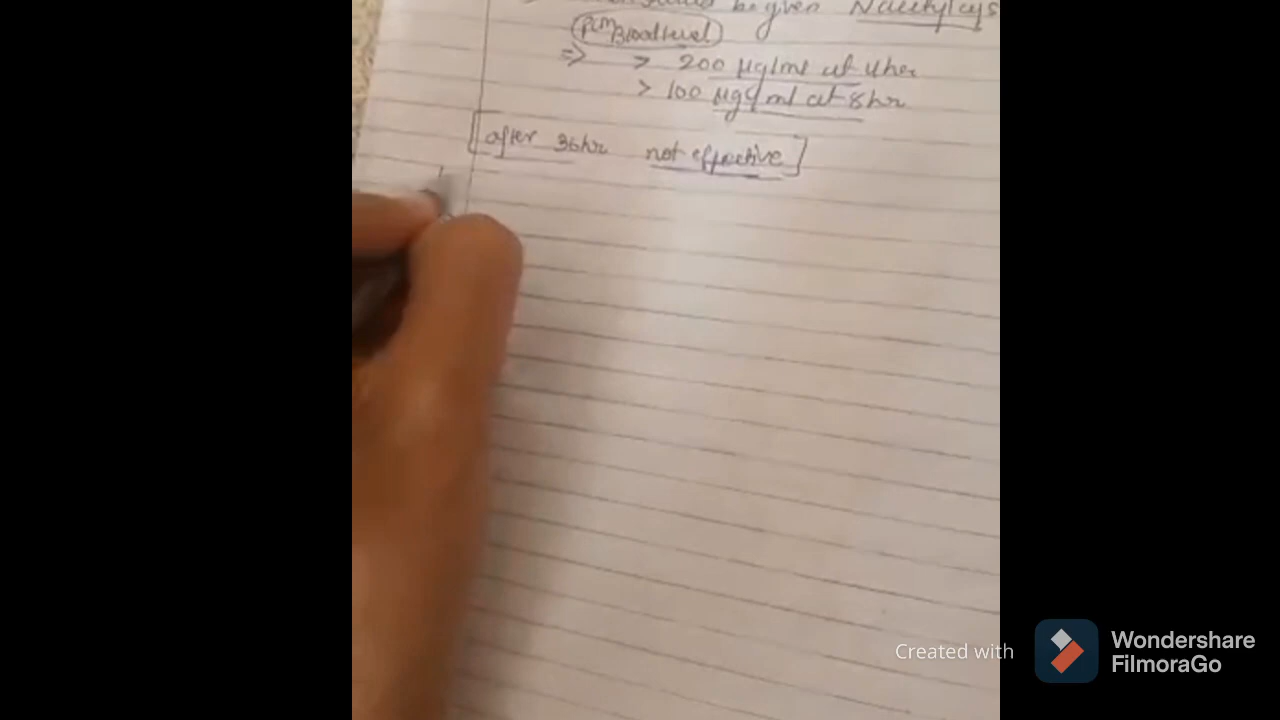 be given N acetylcys
PCM Blood level
⇒ > 200 µg/ml at 4hr
> 100 µg/ml at 8hr
[after 36hr not effective]
Created with
Wondershare
FilmoraGo